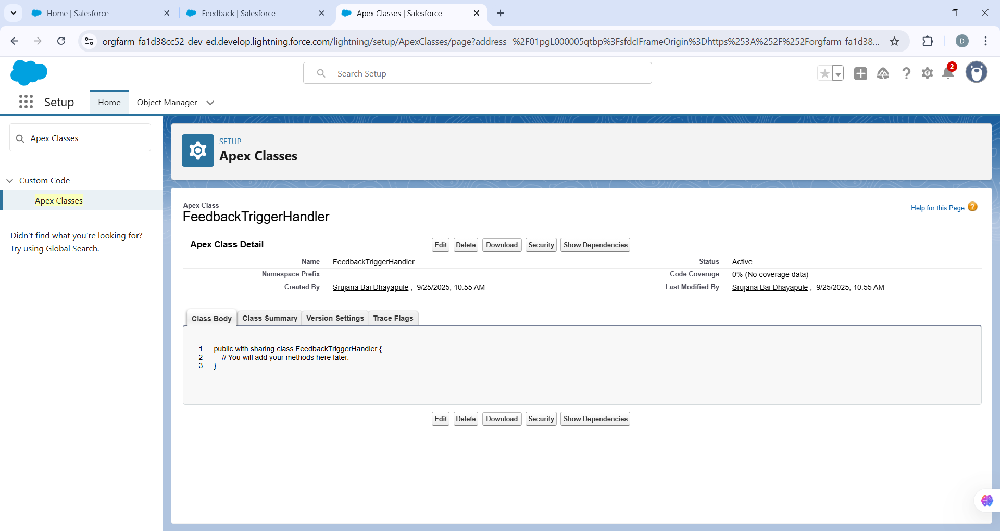 Home | Salesforce
Feedback | Salesforce
Apex Classes | Salesforce
orgfarm-fa1d38cc52-dev-ed.develop.lightning.force.com/lightning/setup/ApexClasses/page?address=%2F01pgL000005qtbp%3FsfdcIFrameOrigin%3Dhttps%253A%252F%252Forgfarm-fa1d38...
D
Search Setup
2
Setup
Home
Object Manager
Apex Classes
Custom Code
Apex Classes
Didn't find what you're looking for?
Try using Global Search.
SETUP
Apex Classes
Apex Class
FeedbackTriggerHandler
Help for this Page
Apex Class Detail
Edit Delete Download Security Show Dependencies
Name FeedbackTriggerHandler Status Active
Namespace Prefix Code Coverage 0% (No coverage data)
Created By Srujana Bai Dhayapule , 9/25/2025, 10:55 AM Last Modified By Srujana Bai Dhayapule , 9/25/2025, 10:55 AM
Class Body Class Summary Version Settings Trace Flags
1 public with sharing class FeedbackTriggerHandler {
2 // You will add your methods here later.
3 }
Edit Delete Download Security Show Dependencies